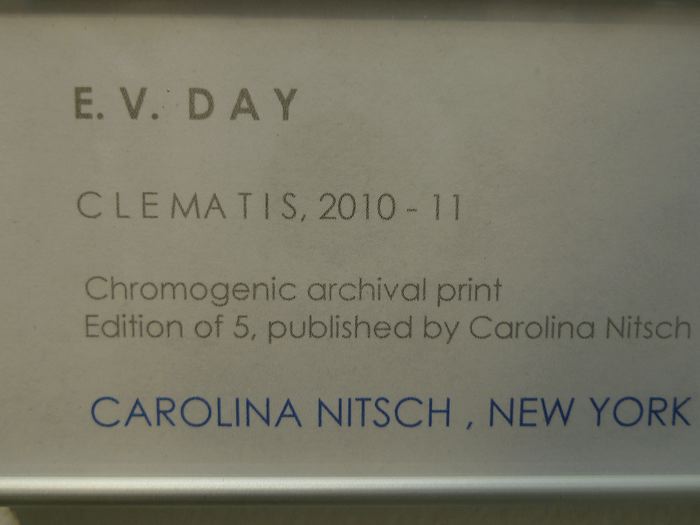 E. V. DAY
CLEMATIS, 2010 - 11
Chromogenic archival print
Edition of 5, published by Carolina Nitsch
CAROLINA NITSCH , NEW YORK